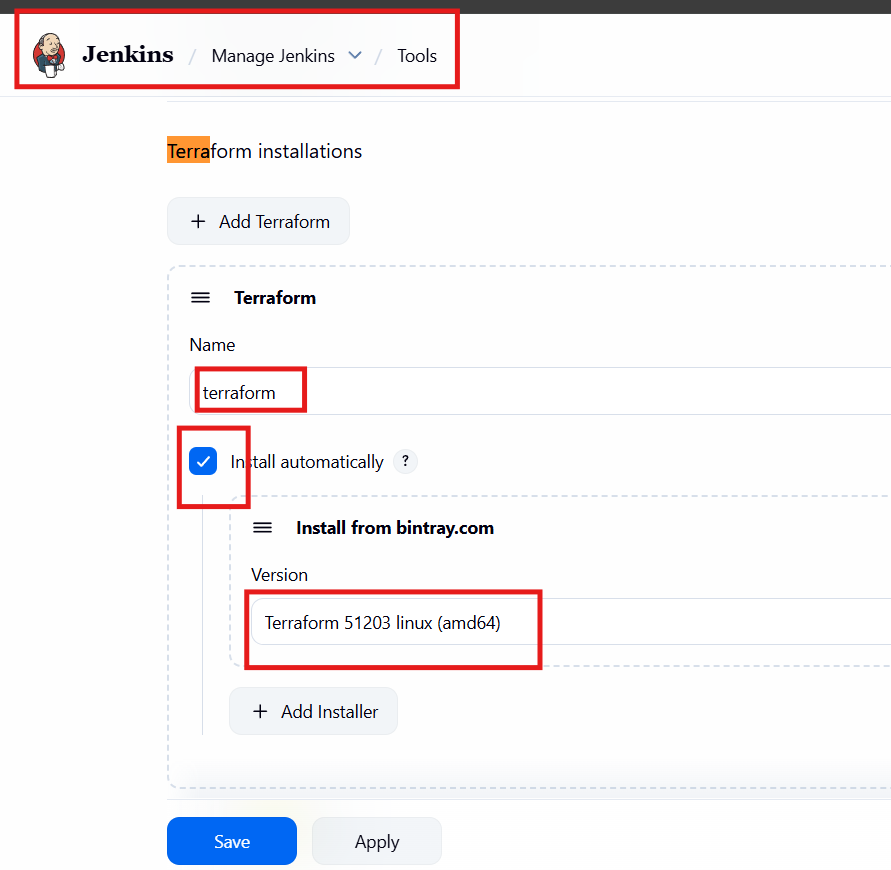 Jenkins / Manage Jenkins / Tools
Terraform installations
+ Add Terraform
Terraform
Name
terraform
Install automatically ?
Install from bintray.com
Version
Terraform 51203 linux (amd64)
+ Add Installer
Save Apply